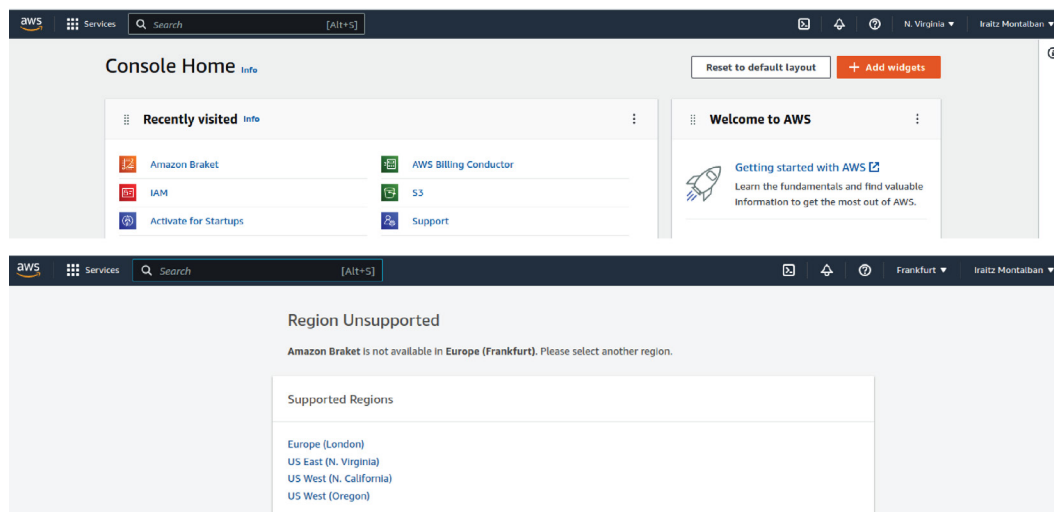 aws Services Search [Alt+S] N. Virginia Iraitz Montalban
Console Home Info Reset to default layout + Add widgets
Recently visited Info
Welcome to AWS
Amazon Braket
AWS Billing Conductor
IAM
S3
Activate for Startups
Support
Getting started with AWS
Learn the fundamentals and find valuable
information to get the most out of AWS.
aws Services Search [Alt+S] Frankfurt Iraitz Montalban
Region Unsupported
Amazon Braket is not available in Europe (Frankfurt). Please select another region.
Supported Regions
Europe (London)
US East (N. Virginia)
US West (N. California)
US West (Oregon)